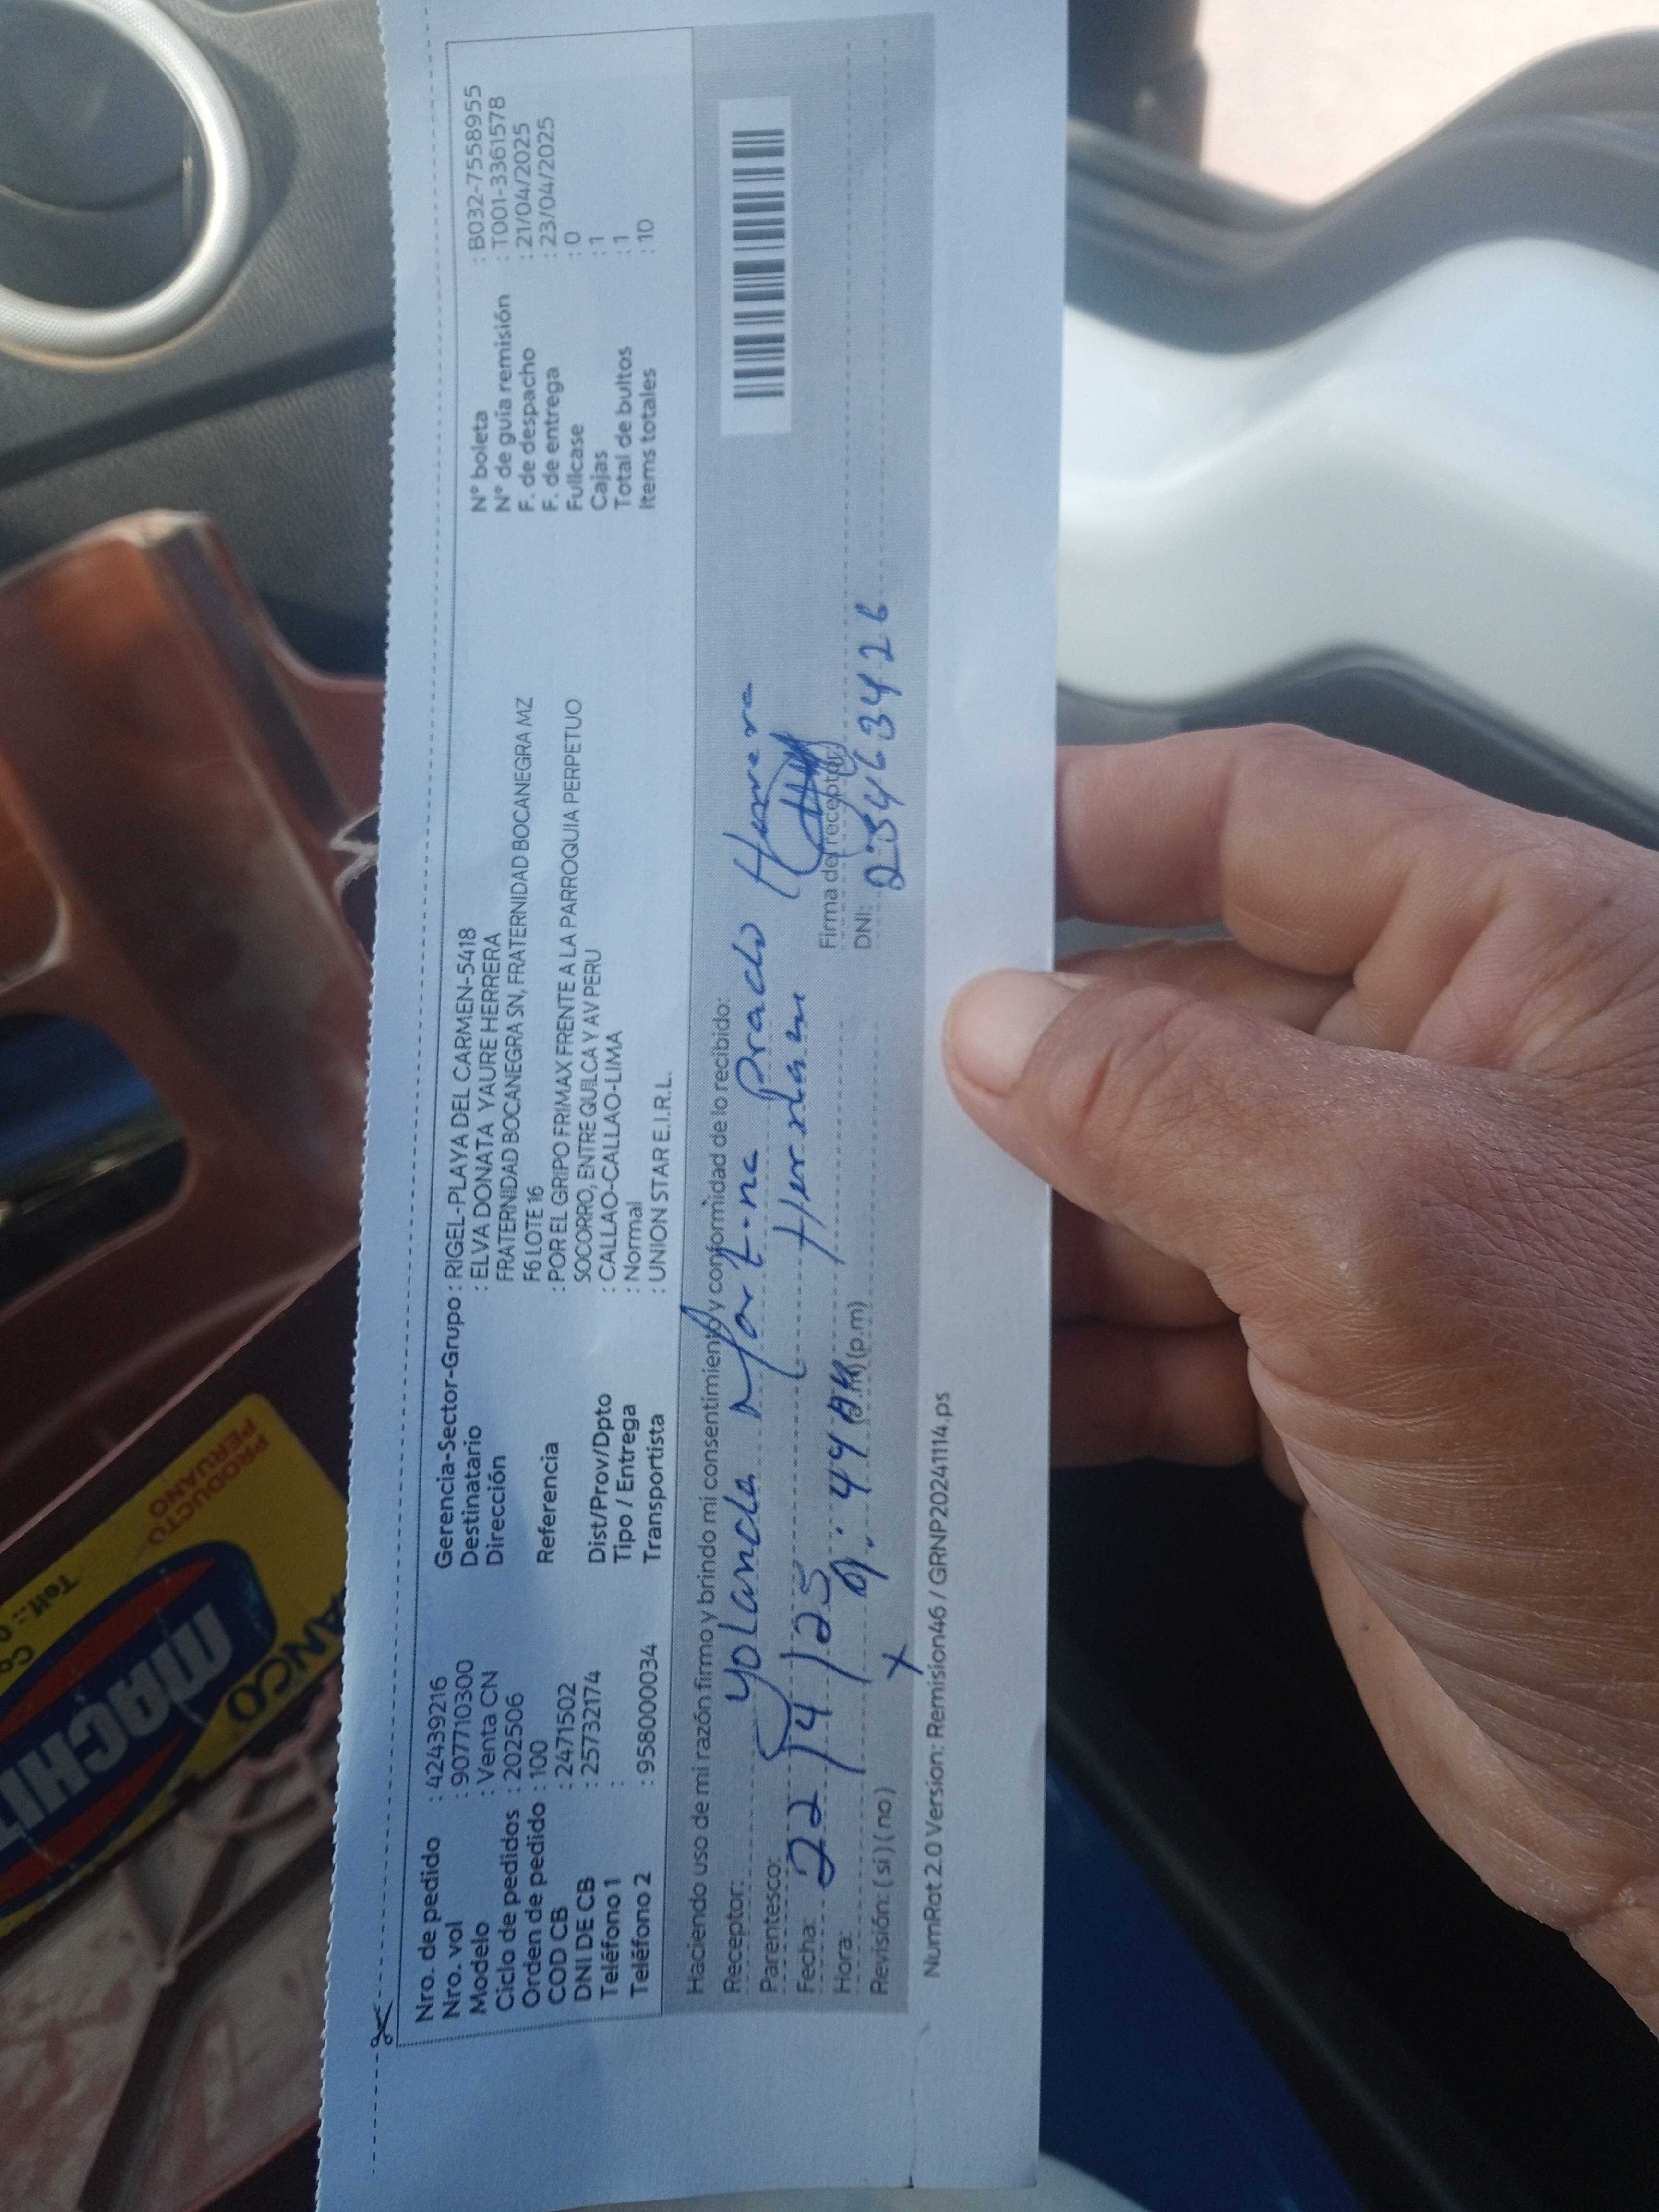 Nro. de pedido : 42439216
Nro. vol : 907710300
Modelo : Venta CN
Ciclo de pedidos : 202506
Orden de pedido : 100
COD CB : 2471502
DNI DE CB : 25732174
Teléfono 1 :
Teléfono 2 : 958000034
Gerencia-Sector-Grupo : RIGEL-PLAYA DEL CARMEN-5418
Destinatario : ELVA DONATA YAURE HERRERA
Dirección FRATERNIDAD BOCANEGRA SN, FRATERNIDAD BOCANEGRA MZ
F6 LOTE 16
Referencia : POR EL GRIPO FRIMAX FRENTE A LA PARROQUIA PERPETUO
SOCORRO, ENTRE QUILCA Y AV PERU
Dist/Prov/Dpto : CALLAO-CALLAO-LIMA
Tipo / Entrega : Normal
Transportista : UNION STAR E.I.R.L.
N° boleta : B032-7558955
N° de guía remisión : T001-3361578
F. de despacho : 21/04/2025
F. de entrega : 23/04/2025
Fullcase : 0
Cajas : 1
Total de bultos : 1
Items totales : 10
Haciendo uso de mi razón firmo y brindo mi consentimiento y conformidad de lo recibido:
Receptor: Yolanda Prado
Parentesco:
Fecha: 22/4/25
Hora: (p.m)
Firma de receptor:
Revisión: ( si ) ( no ) X
DNI:
NumRat 2.0 Version: Remision46 / GRNP20241114.ps
PRODUCTO
PERUANO
Telf.: